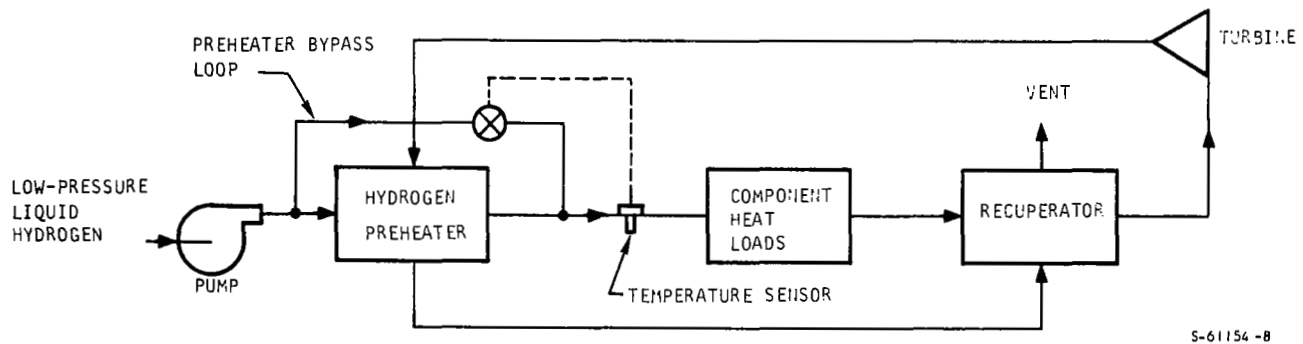 PREHEATER BYPASS
LOOP
TURBINE
VENT
LOW-PRESSURE
LIQUID
HYDROGEN
PUMP
HYDROGEN
PREHEATER
COMPONENT
HEAT
LOADS
RECUPERATOR
TEMPERATURE SENSOR
S-61154-8